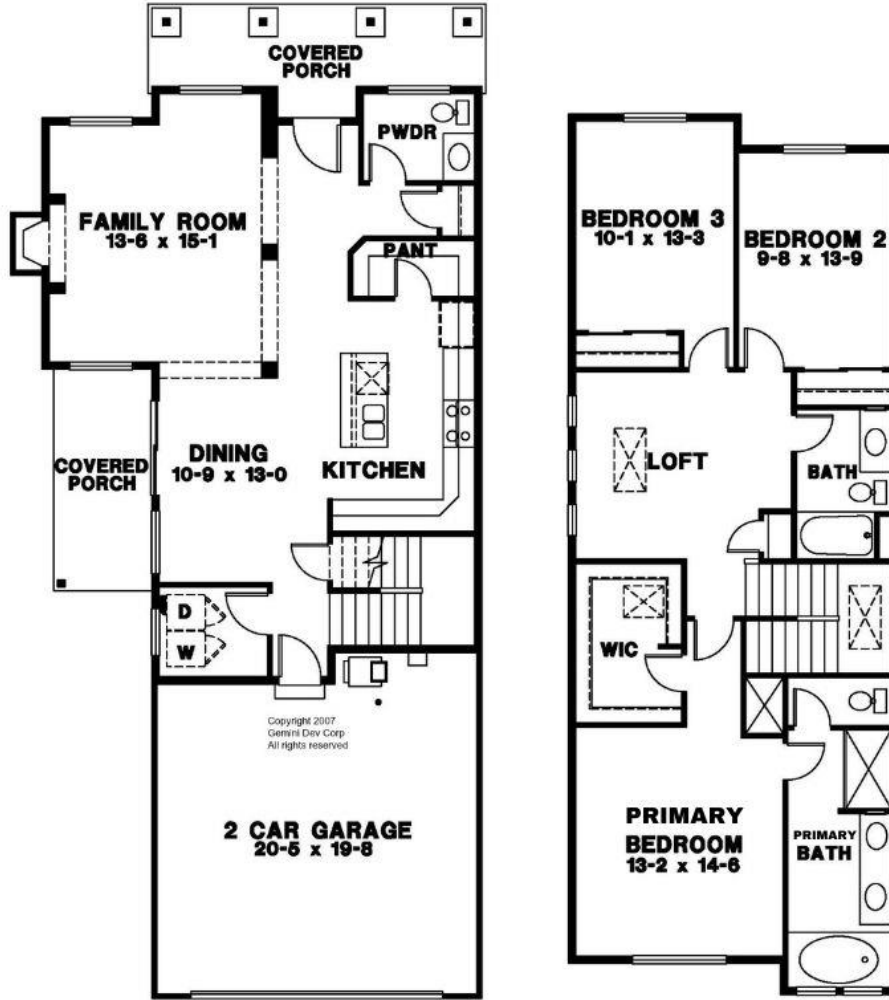 COVERED
PORCH
PWDR
FAMILY ROOM
13-6 x 15-1
PANT
COVERED
PORCH
DINING
10-9 x 13-0
KITCHEN
D
W
Copyright 2007
Gemini Dev Corp
All rights reserved
2 CAR GARAGE
20-5 x 19-8
BEDROOM 3
10-1 x 13-3
BEDROOM 2
9-8 x 13-9
LOFT
BATH
WIC
PRIMARY
BEDROOM
13-2 x 14-6
PRIMARY
BATH